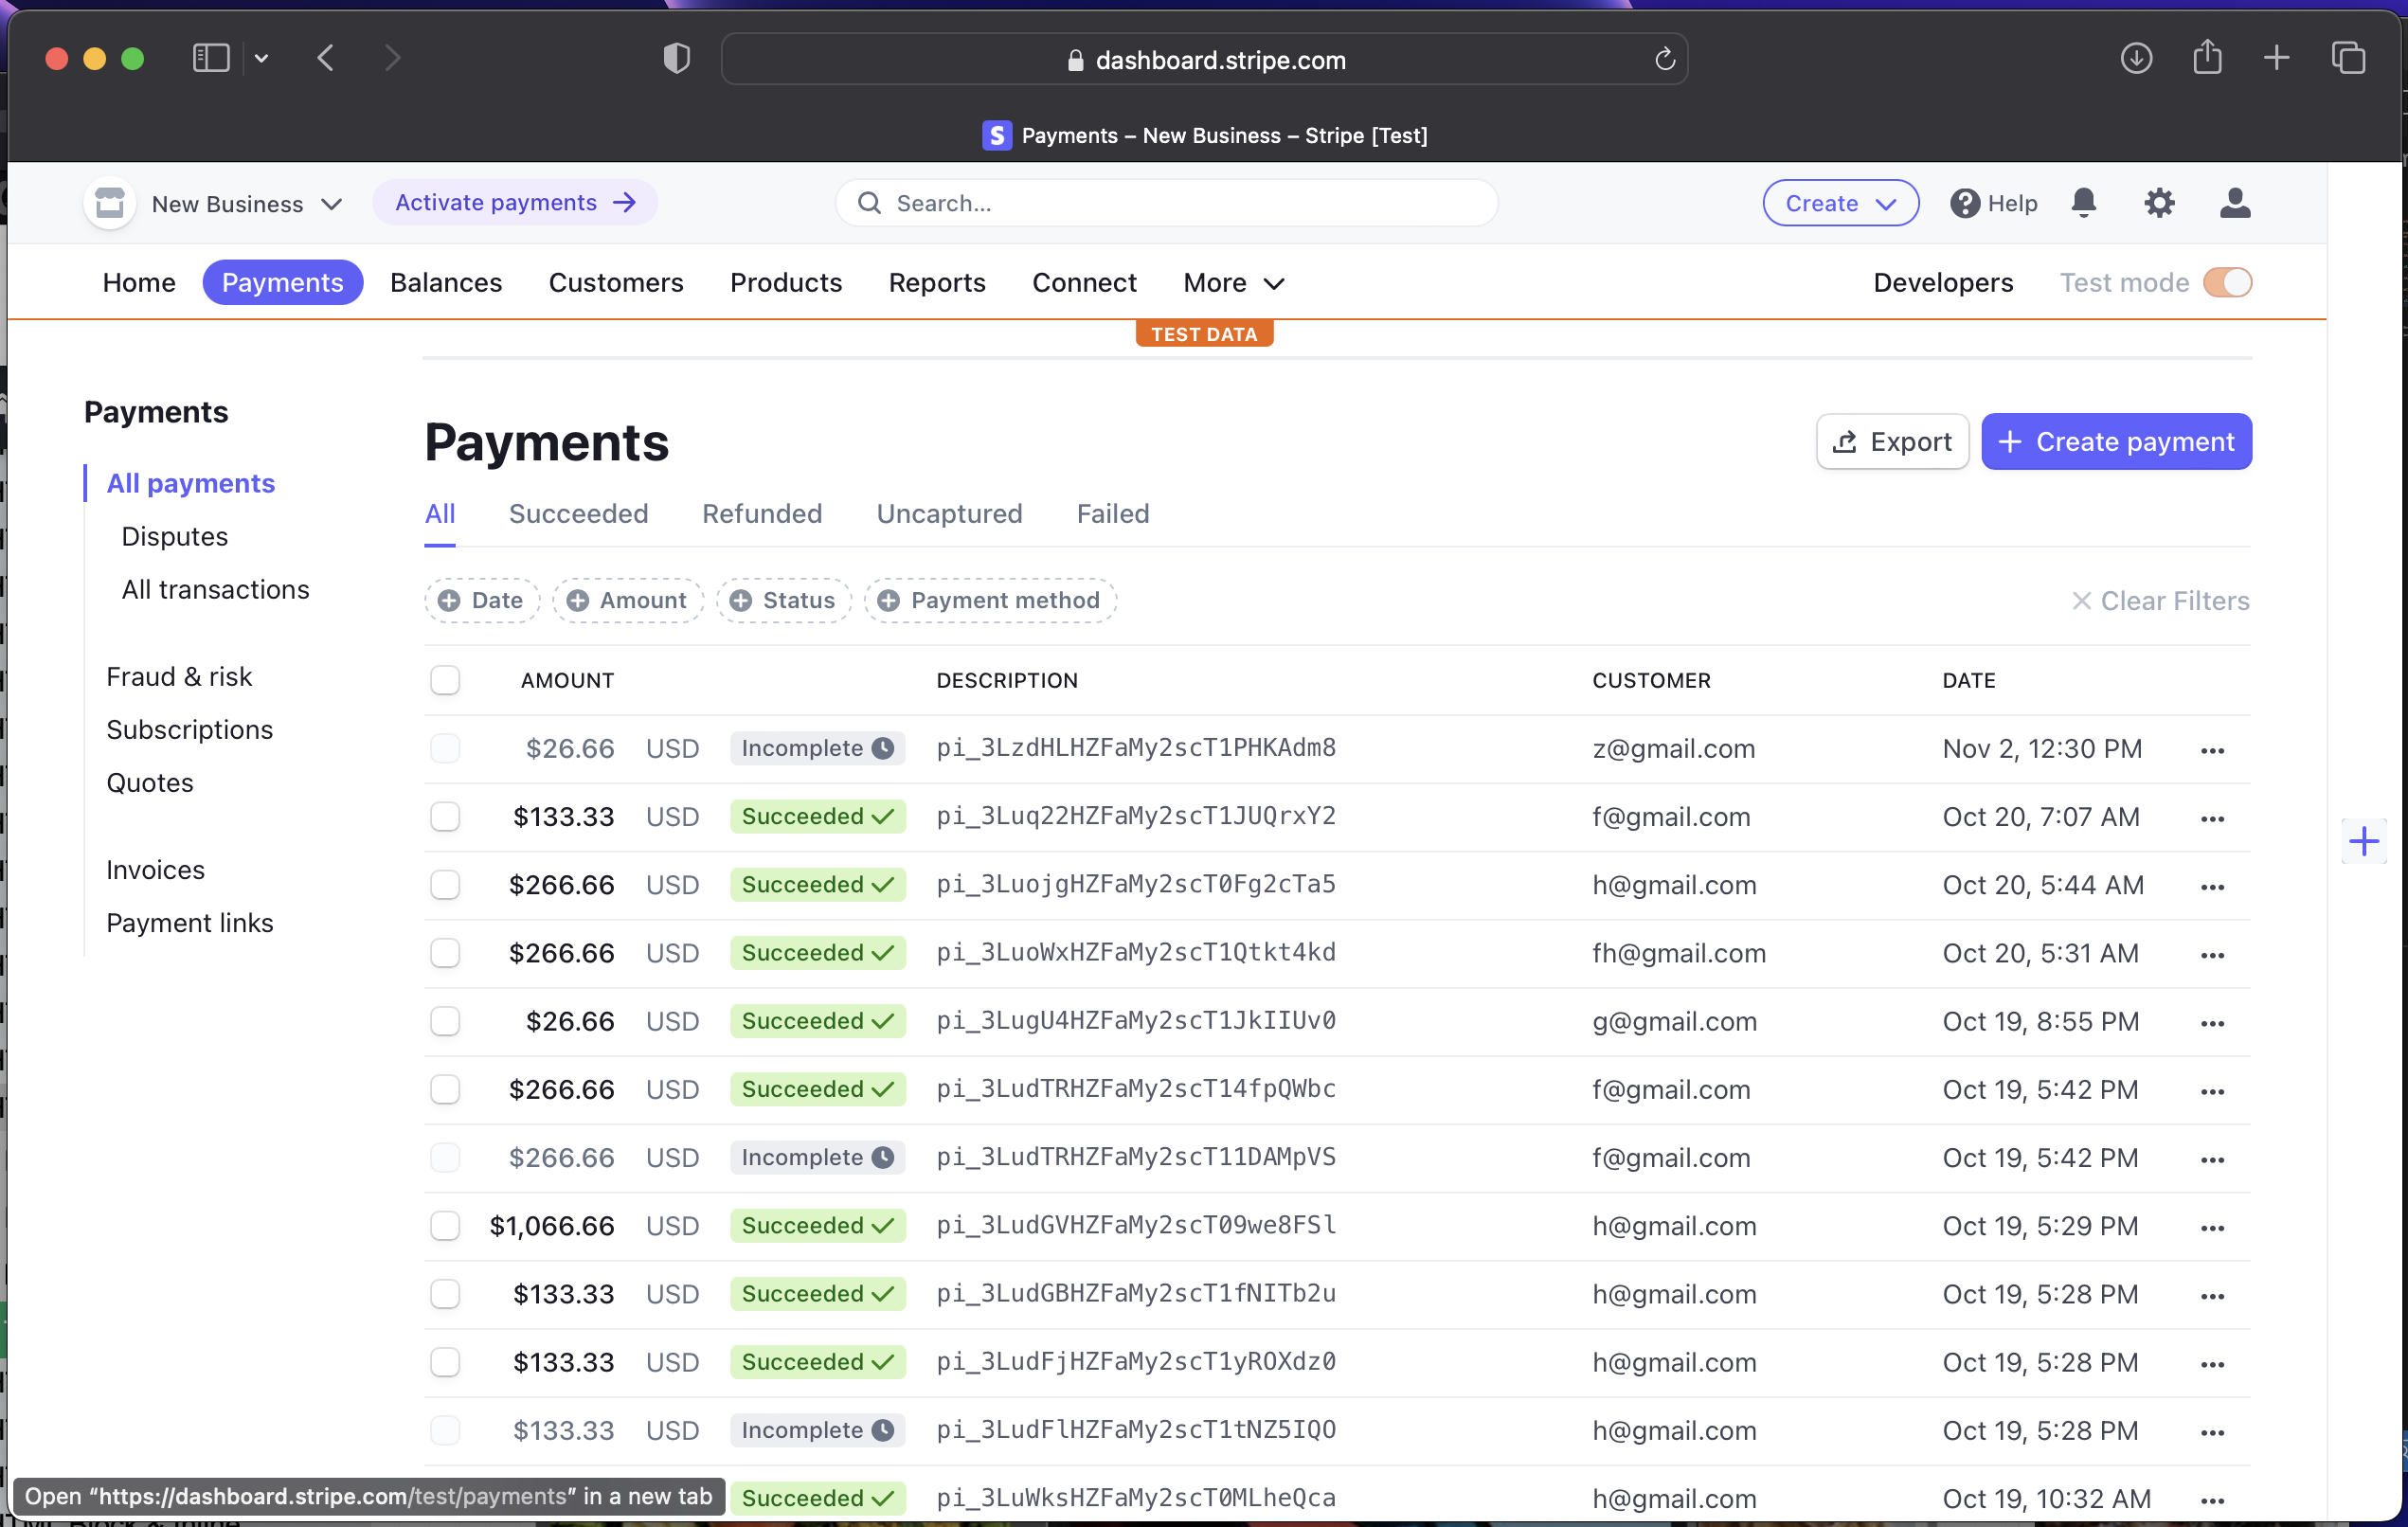 dashboard.stripe.com
S Payments – New Business – Stripe [Test]
New Business Activate payments → Search... Create Help
Home Payments Balances Customers Products Reports Connect More Developers Test mode
TEST DATA
Payments
All payments
Disputes
All transactions
Fraud & risk
Subscriptions
Quotes
Invoices
Payment links
Payments Export + Create payment
All Succeeded Refunded Uncaptured Failed
Date Amount Status Payment method Clear Filters
AMOUNT DESCRIPTION CUSTOMER DATE
$26.66 USD Incomplete pi_3LzdHLHZFaMy2scT1PHKAdm8 z@gmail.com Nov 2, 12:30 PM
$133.33 USD Succeeded pi_3Luq22HZFaMy2scT1JUQrxY2 f@gmail.com Oct 20, 7:07 AM
$266.66 USD Succeeded pi_3LuojgHZFaMy2scT0Fg2cTa5 h@gmail.com Oct 20, 5:44 AM
$266.66 USD Succeeded pi_3LuoWxHZFaMy2scT1Qtkt4kd fh@gmail.com Oct 20, 5:31 AM
$26.66 USD Succeeded pi_3LugU4HZFaMy2scT1JkIIUv0 g@gmail.com Oct 19, 8:55 PM
$266.66 USD Succeeded pi_3LudTRHZFaMy2scT14fpQWbc f@gmail.com Oct 19, 5:42 PM
$266.66 USD Incomplete pi_3LudTRHZFaMy2scT11DAMpVS f@gmail.com Oct 19, 5:42 PM
$1,066.66 USD Succeeded pi_3LudGVHZFaMy2scT09we8FSl h@gmail.com Oct 19, 5:29 PM
$133.33 USD Succeeded pi_3LudGBHZFaMy2scT1fNITb2u h@gmail.com Oct 19, 5:28 PM
$133.33 USD Succeeded pi_3LudFjHZFaMy2scT1yROXdz0 h@gmail.com Oct 19, 5:28 PM
$133.33 USD Incomplete pi_3LudFlHZFaMy2scT1tNZ5IQO h@gmail.com Oct 19, 5:28 PM
Succeeded pi_3LuWksHZFaMy2scT0MLheQca h@gmail.com Oct 19, 10:32 AM
Open “https://dashboard.stripe.com/test/payments” in a new tab